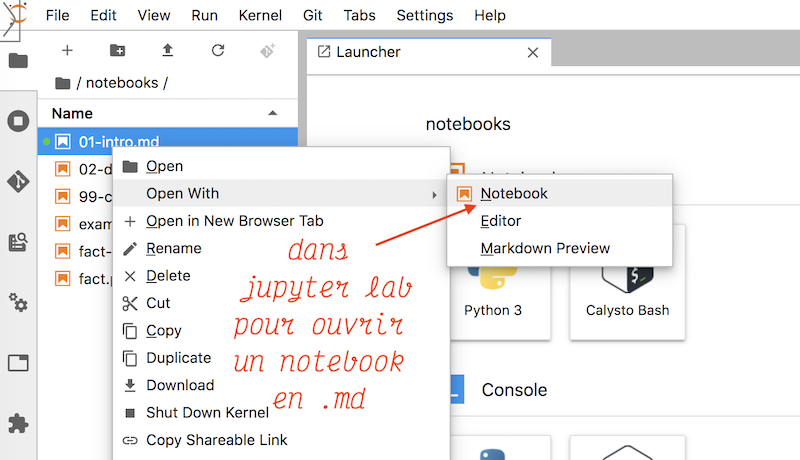 File Edit View Run Kernel Git Tabs Settings Help
Launcher
/ notebooks /
Name
notebooks
01-intro.md
02-d
99-c
exam
fact-
fact.p
Open
Open With
Open in New Browser Tab
Rename
Delete
Cut
Copy
Duplicate
Download
Shut Down Kernel
Copy Shareable Link
Notebook
Editor
Markdown Preview
dans
jupyter lab
pour ouvrir
un notebook
en .md
Python 3
Calysto Bash
Console